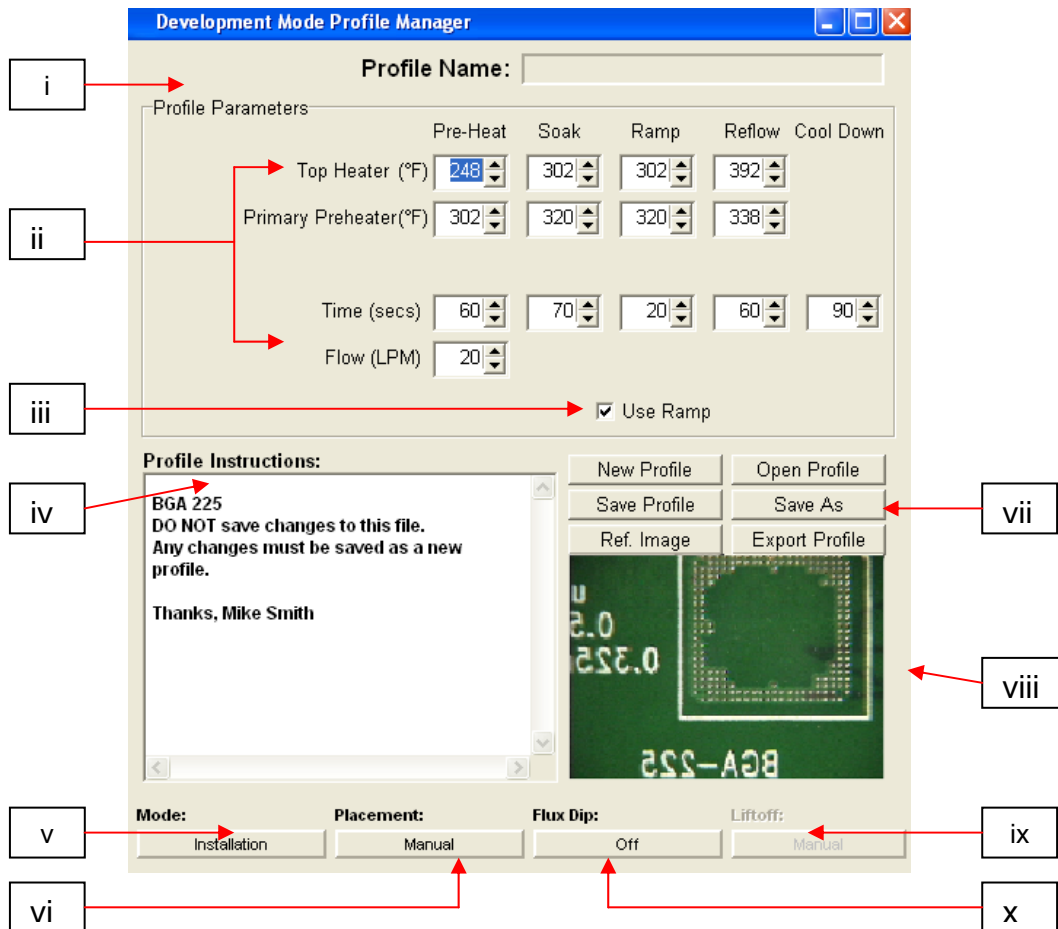 Development Mode Profile Manager
i
Profile Name:
Profile Parameters
Pre-Heat Soak Ramp Reflow Cool Down
Top Heater (°F) 248 302 302 392
ii
Primary Preheater(°F) 302 320 320 338
Time (secs) 60 70 20 60 90
Flow (LPM) 20
iii
Use Ramp
Profile Instructions:
New Profile Open Profile
iv
BGA 225
DO NOT save changes to this file.
Any changes must be saved as a new
profile.
Thanks, Mike Smith
Save Profile Save As
vii
Ref. Image Export Profile
u
0.5
0.325
BGA-225
viii
Mode: Placement: Flux Dip: Liftoff:
v
Installation Manual Off Manual
ix
vi
x